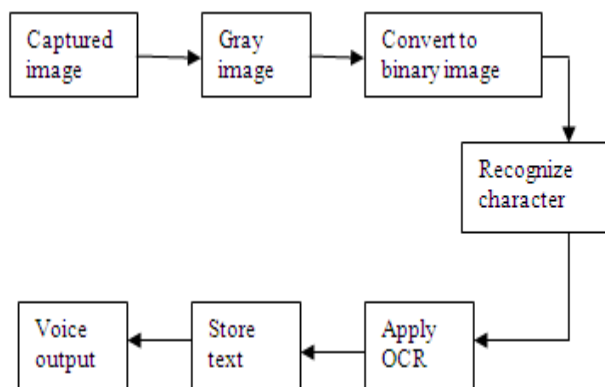 Captured
image
Gray
image
Convert to
binary image
Recognize
character
Apply
OCR
Store
text
Voice
output